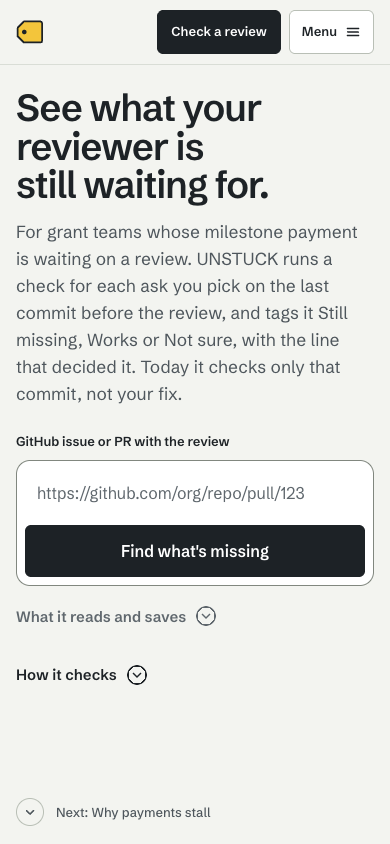 Check a review
Menu
See what your
reviewer is
still waiting for.
For grant teams whose milestone payment
is waiting on a review. UNSTUCK runs a
check for each ask you pick on the last
commit before the review, and tags it Still
missing, Works or Not sure, with the line
that decided it. Today it checks only that
commit, not your fix.
GitHub issue or PR with the review
https://github.com/org/repo/pull/123
Find what's missing
What it reads and saves
How it checks
Next: Why payments stall